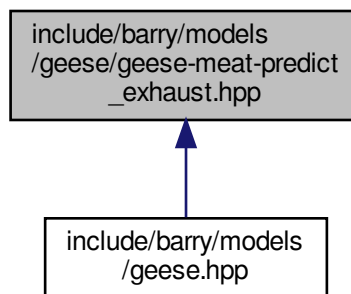 include/barry/models
/geese/geese-meat-predict
_exhaust.hpp
include/barry/models
/geese.hpp